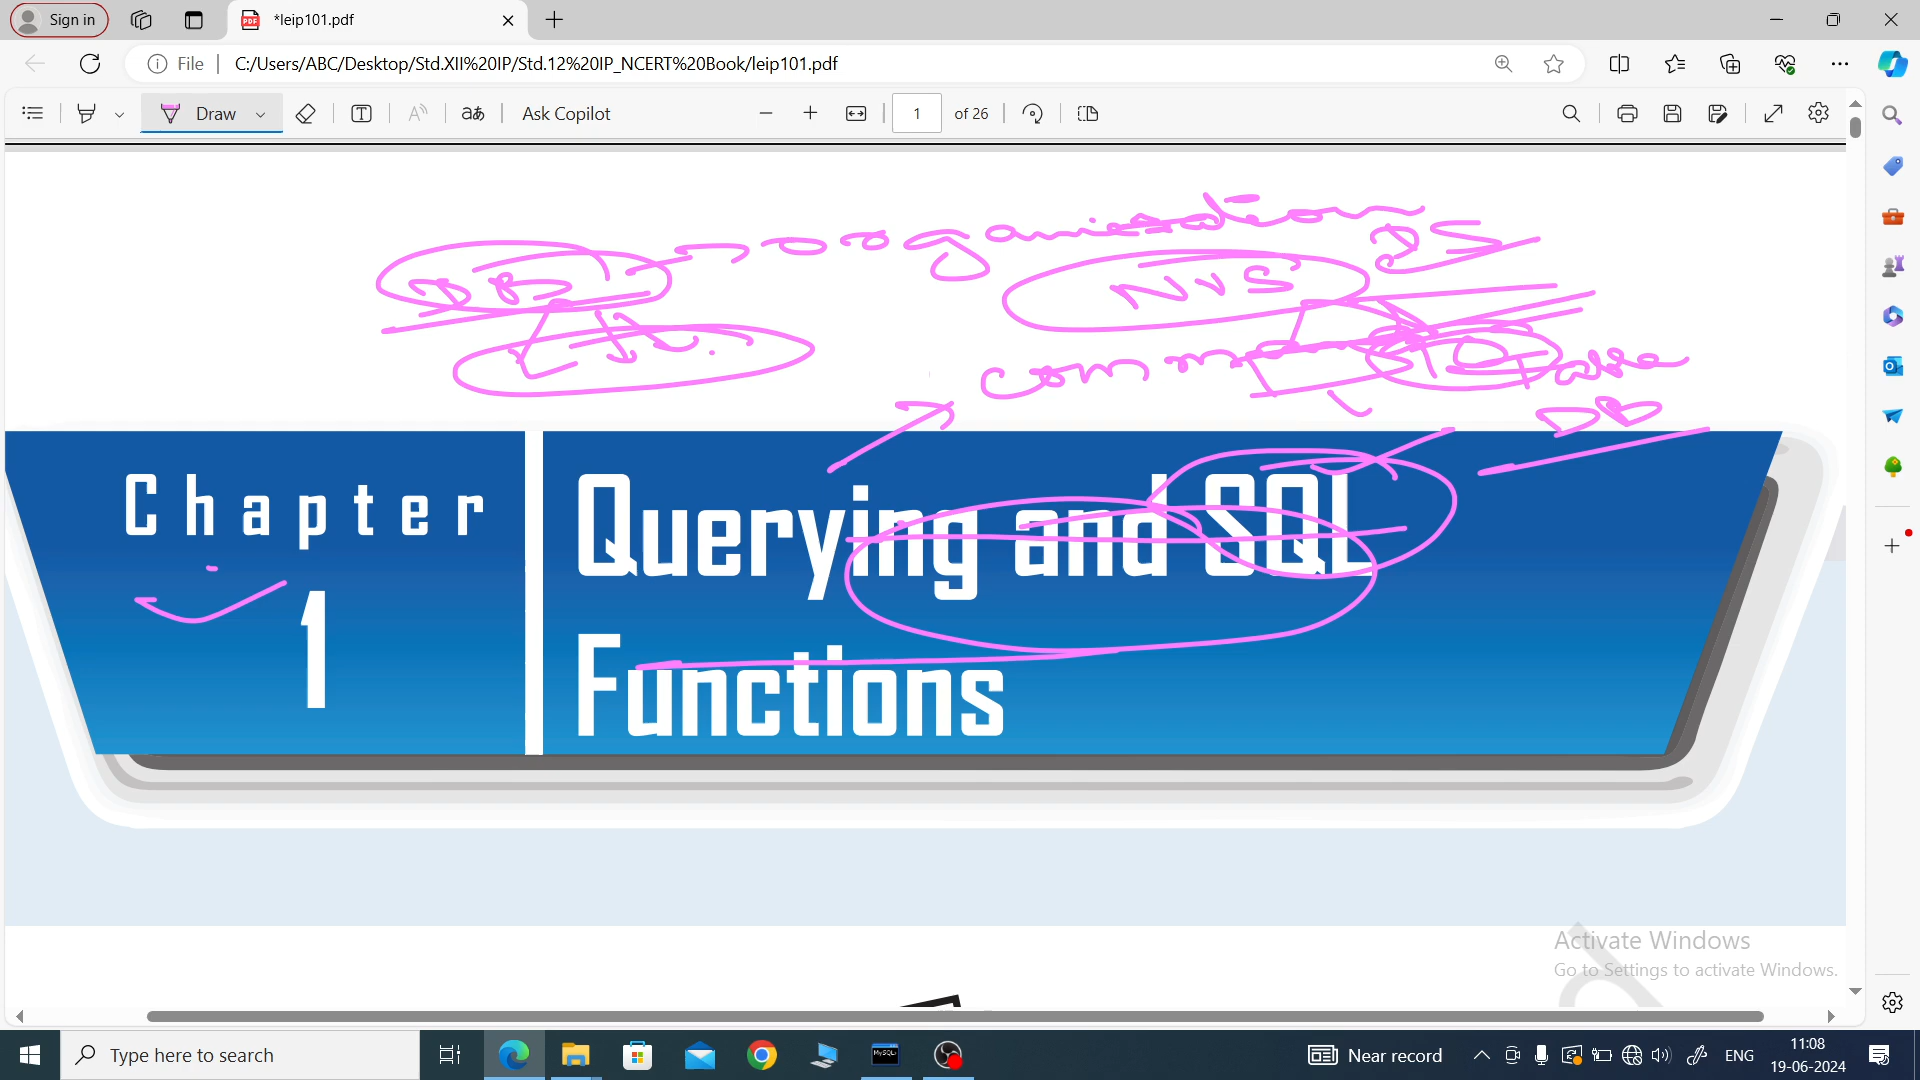 Sign in
*leip101.pdf
File
C:/Users/ABC/Desktop/Std.XII%20IP/Std.12%20IP_NCERT%20Book/leip101.pdf
Draw
aあ
Ask Copilot
1 of 26
organisation
DB
NVS
Chapter
1
Querying and SQL
Functions
Activate Windows
Go to Settings to activate Windows.
Type here to search
Near record
ENG
11:08
19-06-2024